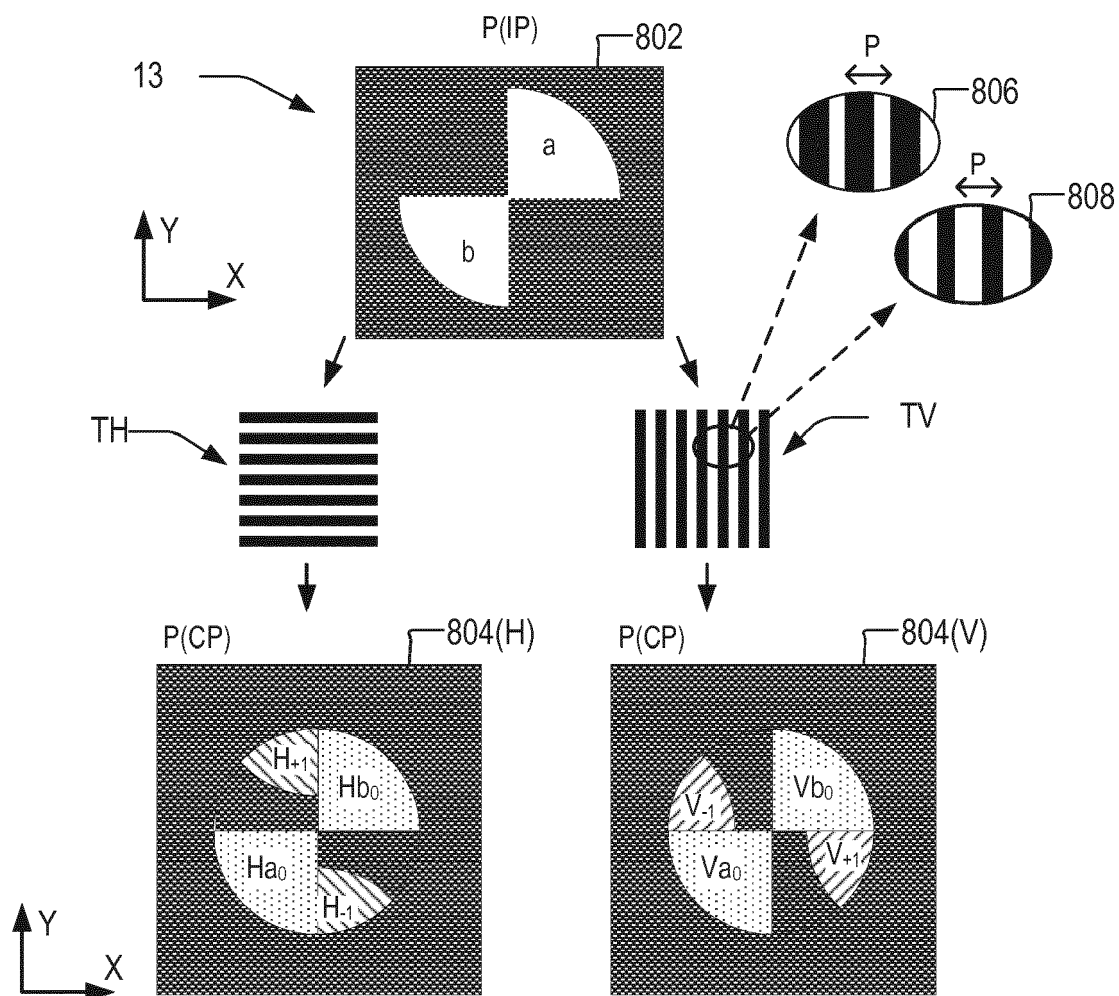 P(IP)
802
13
P
806
a
P
808
b
Y
X
TH
TV
P(CP)
804(H)
P(CP)
804(V)
H+1
Hb0
V-1
Vb0
Ha0
H-1
Va0
V+1
Y
X